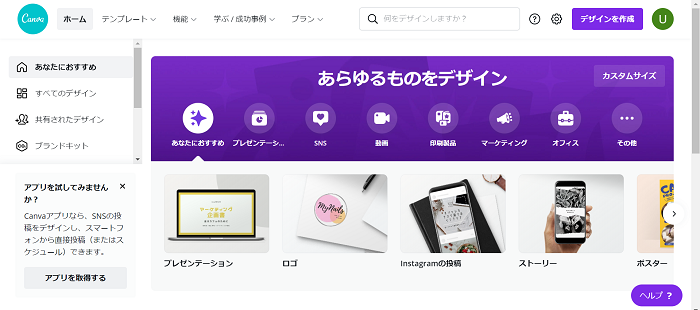 Canva
ホーム
テンプレート
機能
学ぶ / 成功事例
プラン
何をデザインしますか？
デザインを作成
U
あなたにおすすめ
すべてのデザイン
共有されたデザイン
ブランドキット
アプリを試してみません
か？
Canvaアプリなら、SNSの投
稿をデザインし、スマートフ
ォンから直接投稿（またはス
ケジュール）できます。
アプリを取得する
あらゆるものをデザイン
カスタムサイズ
あなたにおすすめ
プレゼンテーシ...
SNS
動画
印刷製品
マーケティング
オフィス
その他
マーケティング
企画書
MyNails
プレゼンテーション
ロゴ
Instagramの投稿
ストーリー
ポスター
ヘルプ ?